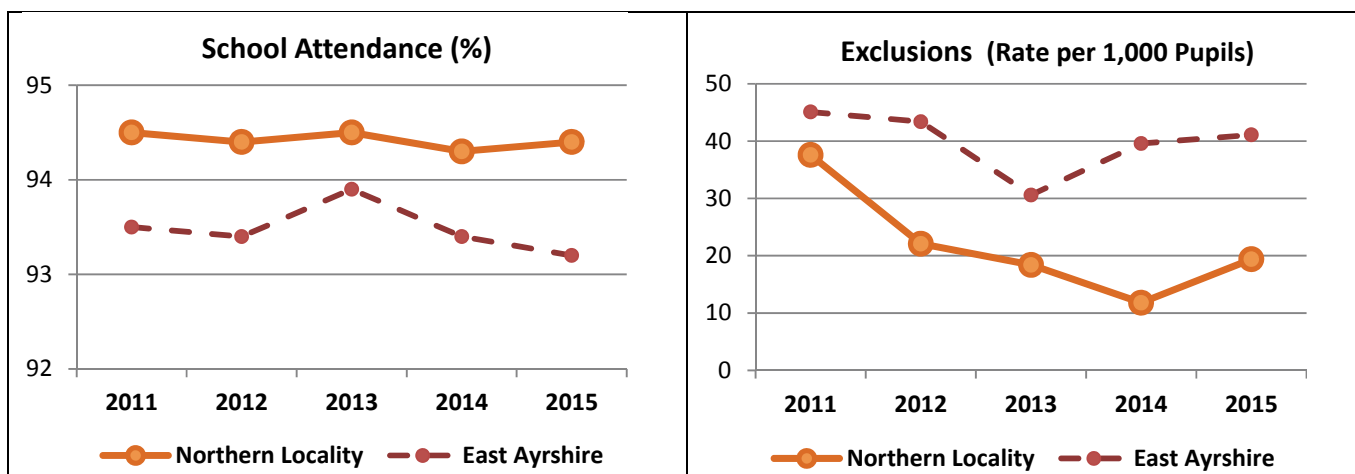 School Attendance (%)
95
94
93
92
2011 2012 2013 2014 2015
Northern Locality East Ayrshire
Exclusions (Rate per 1,000 Pupils)
50
40
30
20
10
0
2011 2012 2013 2014 2015
Northern Locality East Ayrshire